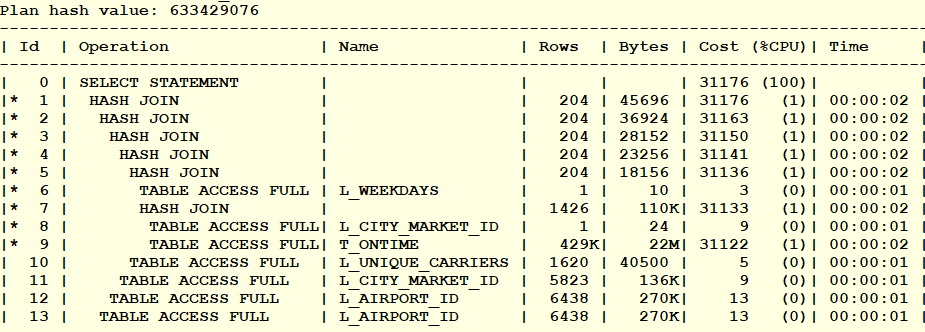 Plan hash value: 633429076
--------------------------------------------------------------------------------------------
| Id  | Operation               | Name              | Rows  | Bytes | Cost (%CPU)| Time     |
--------------------------------------------------------------------------------------------
|   0 | SELECT STATEMENT        |                   |       |       | 31176 (100)|          |
|*  1 |  HASH JOIN              |                   |   204 | 45696 | 31176   (1)| 00:00:02 |
|*  2 |   HASH JOIN             |                   |   204 | 36924 | 31163   (1)| 00:00:02 |
|*  3 |    HASH JOIN            |                   |   204 | 28152 | 31150   (1)| 00:00:02 |
|*  4 |     HASH JOIN           |                   |   204 | 23256 | 31141   (1)| 00:00:02 |
|*  5 |      HASH JOIN          |                   |   204 | 18156 | 31136   (1)| 00:00:02 |
|*  6 |       TABLE ACCESS FULL | L_WEEKDAYS        |     1 |    10 |     3   (0)| 00:00:01 |
|*  7 |       HASH JOIN         |                   |  1426 |   110K| 31133   (1)| 00:00:02 |
|*  8 |        TABLE ACCESS FULL| L_CITY_MARKET_ID  |     1 |    24 |     9   (0)| 00:00:01 |
|*  9 |        TABLE ACCESS FULL| T_ONTIME          |   429K|    22M| 31122   (1)| 00:00:02 |
|  10 |      TABLE ACCESS FULL  | L_UNIQUE_CARRIERS |  1620 | 40500 |     5   (0)| 00:00:01 |
|  11 |     TABLE ACCESS FULL   | L_CITY_MARKET_ID  |  5823 |   136K|     9   (0)| 00:00:01 |
|  12 |    TABLE ACCESS FULL    | L_AIRPORT_ID      |  6438 |   270K|    13   (0)| 00:00:01 |
|  13 |   TABLE ACCESS FULL     | L_AIRPORT_ID      |  6438 |   270K|    13   (0)| 00:00:01 |